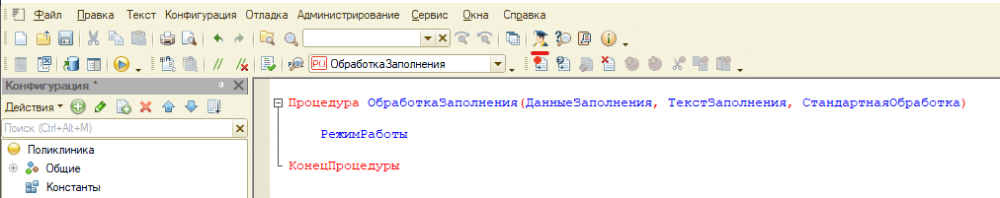 Файл Правка Текст Конфигурация Отладка Администрирование Сервис Окна Справка
ОбработкаЗаполнения
Конфигурация *
Действия
Поиск (Ctrl+Alt+M)
Поликлиника
Общие
Константы
Процедура ОбработкаЗаполнения(ДанныеЗаполнения, ТекстЗаполнения, СтандартнаяОбработка)
РежимРаботы
КонецПроцедуры